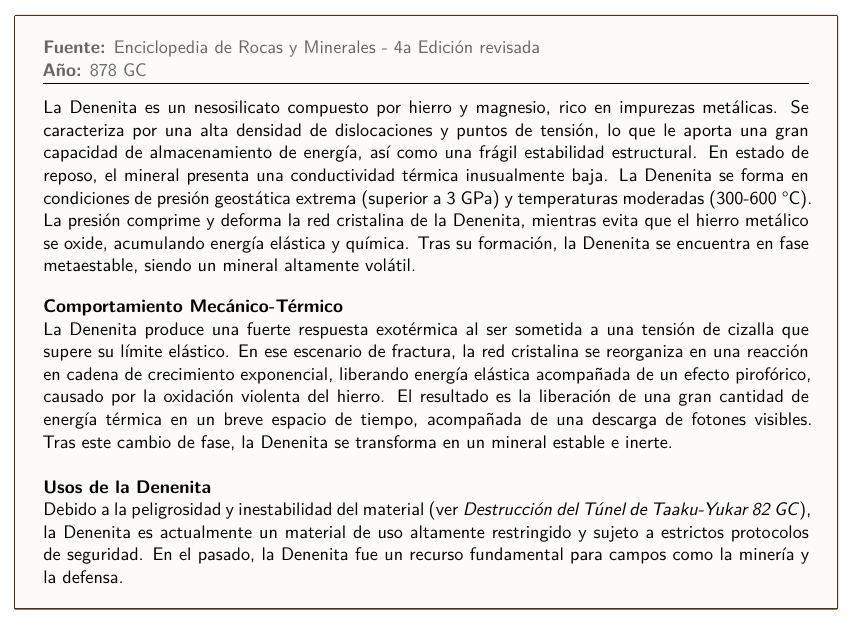 Fuente: Enciclopedia de Rocas y Minerales - 4a Edición revisada
Año: 878 GC
La Denenita es un nesosilicato compuesto por hierro y magnesio, rico en impurezas metálicas. Se
caracteriza por una alta densidad de dislocaciones y puntos de tensión, lo que le aporta una gran
capacidad de almacenamiento de energía, así como una frágil estabilidad estructural. En estado de
reposo, el mineral presenta una conductividad térmica inusualmente baja. La Denenita se forma en
condiciones de presión geostática extrema (superior a 3 GPa) y temperaturas moderadas (300-600 °C).
La presión comprime y deforma la red cristalina de la Denenita, mientras evita que el hierro metálico
se oxide, acumulando energía elástica y química. Tras su formación, la Denenita se encuentra en fase
metaestable, siendo un mineral altamente volátil.
Comportamiento Mecánico-Térmico
La Denenita produce una fuerte respuesta exotérmica al ser sometida a una tensión de cizalla que
supere su límite elástico. En ese escenario de fractura, la red cristalina se reorganiza en una reacción
en cadena de crecimiento exponencial, liberando energía elástica acompañada de un efecto pirofórico,
causado por la oxidación violenta del hierro. El resultado es la liberación de una gran cantidad de
energía térmica en un breve espacio de tiempo, acompañada de una descarga de fotones visibles.
Tras este cambio de fase, la Denenita se transforma en un mineral estable e inerte.
Usos de la Denenita
Debido a la peligrosidad y inestabilidad del material (ver Destrucción del Túnel de Taaku-Yukar 82 GC),
la Denenita es actualmente un material de uso altamente restringido y sujeto a estrictos protocolos
de seguridad. En el pasado, la Denenita fue un recurso fundamental para campos como la minería y
la defensa.